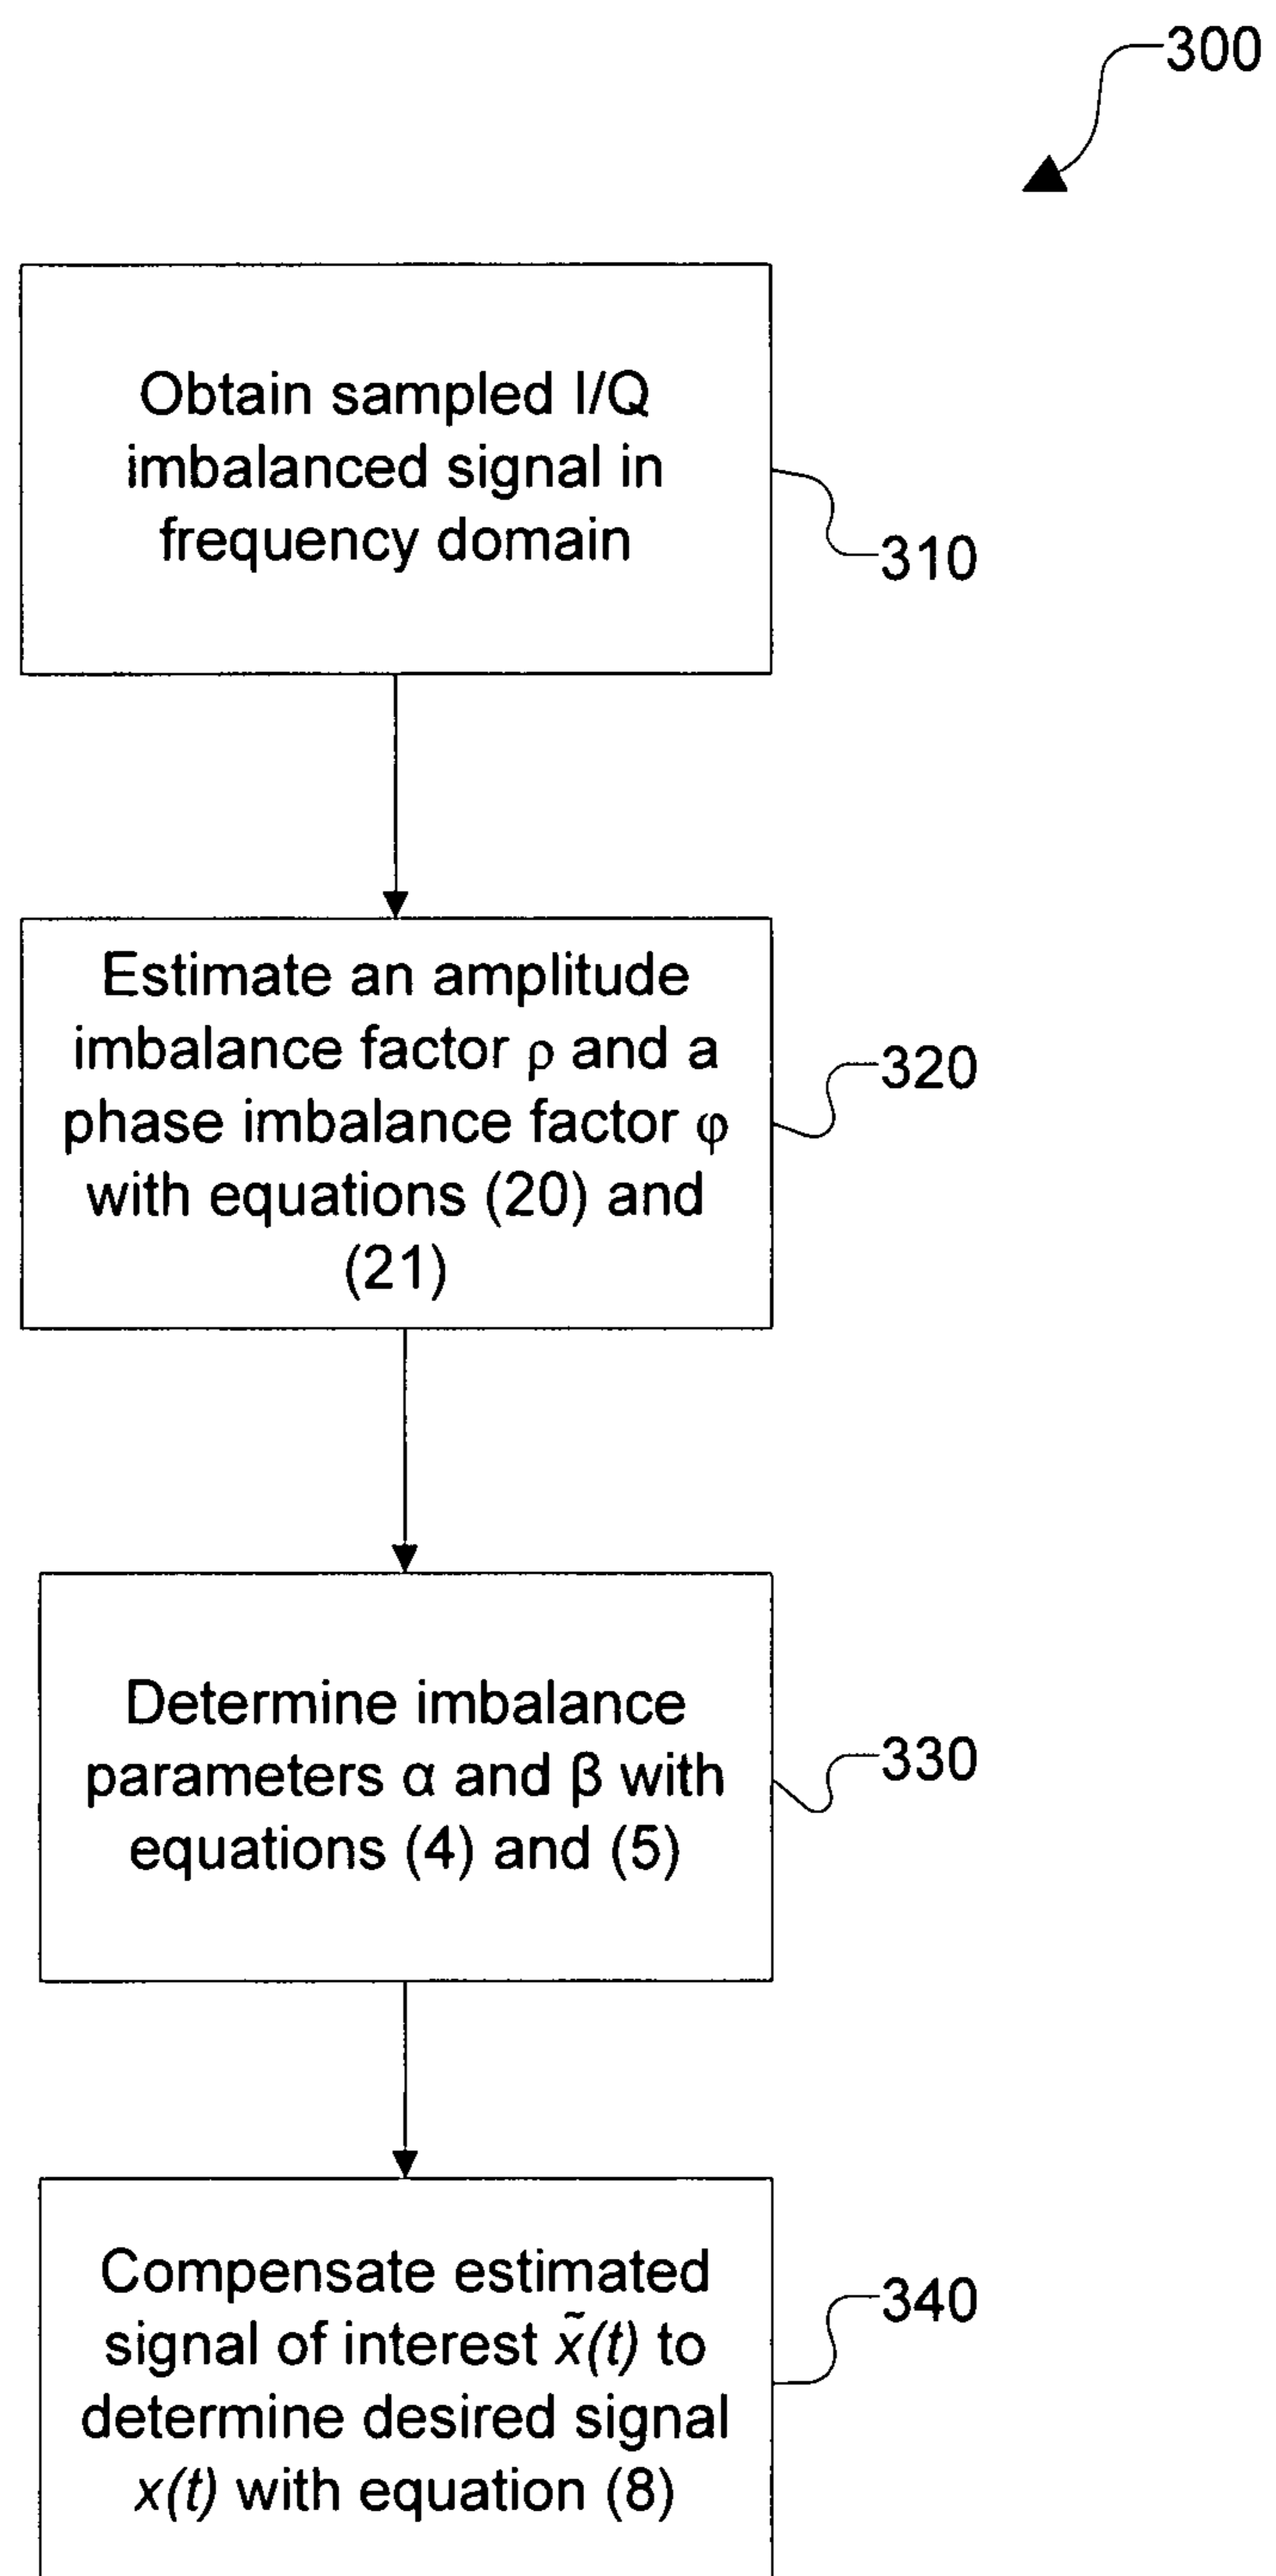 300
Obtain sampled I/Q
imbalanced signal in
frequency domain
310
Estimate an amplitude
imbalance factor ρ and a
phase imbalance factor φ
with equations (20) and
(21)
320
Determine imbalance
parameters α and β with
equations (4) and (5)
330
Compensate estimated
signal of interest x̃(t) to
determine desired signal
x(t) with equation (8)
340